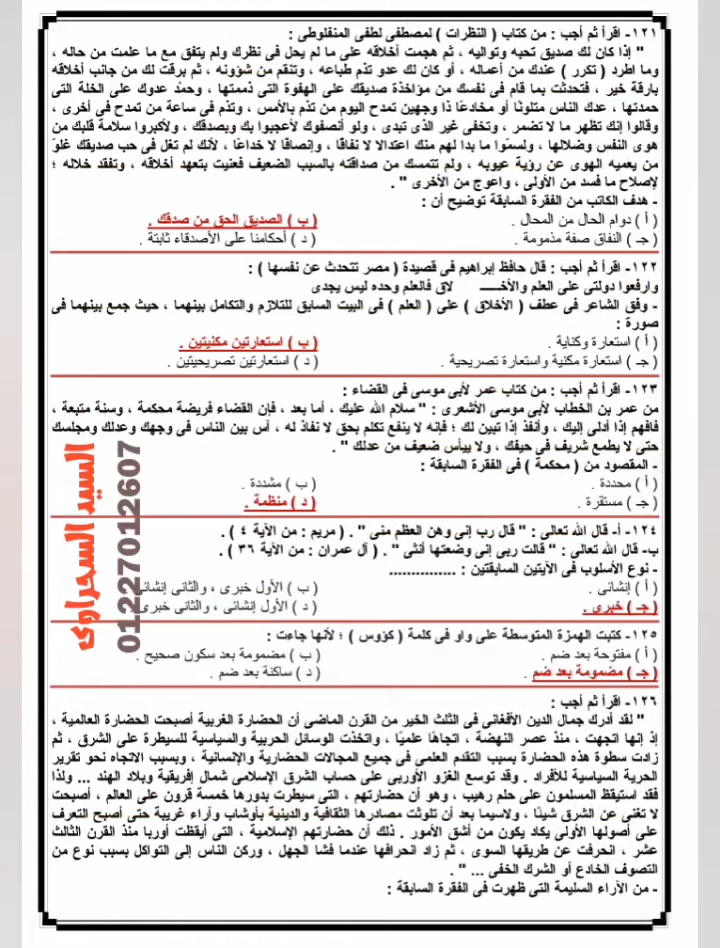 ١٢١- اقرأ ثم أجب : من كتاب ( النظرات ) لمصطفى لطفى المنفلوطى :
" إذا كان لك صديق تحبه وتواليه ، ثم هجمت أخلاقه على ما لم يحل فى نظرك ولم يتفق مع ما علمت من حاله ،
وما اطرد ( تكرر ) عندك من أعماله ، أو كان لك عدو تذم طباعه ، وتنقم من شؤونه ، ثم برقت لك من جانب أخلاقه
بارقة خير ، فتحدثت بما قام فى نفسك من مؤاخذة صديقك على الهفوة التى ذممتها ، وحمد عدوك على الخلة التى
حمدتها ، عدك الناس متلونًا أو مخادعًا ذا وجهين تمدح اليوم من تذم بالأمس ، وتذم فى ساعة من تمدح فى أخرى ،
وقالوا إنك تظهر ما لا تضمر ، وتخفى غير الذى تبدى ، ولو أنصفوك لأعجبوا بك وبصدقك ، ولأكبروا سلامة قلبك من
هوى النفس وضلالها ، ولسمّوا ما بدا لهم منك اعتدالا لا نفاقا ، وإنصافا لا خداعًا ، لأنك لم تغل فى حب صديقك غلوّ
من يعميه الهوى عن رؤية عيوبه ، ولم تتمسك من صداقته بالسبب الضعيف فعنيت بتعهد أخلاقه ، وتفقد خلاله ؛
لإصلاح ما فسد من الأولى ، واعوج من الأخرى " .
- هدف الكاتب من الفقرة السابقة توضيح أن :
( أ ) دوام الحال من المحال . ( ب ) الصديق الحق من صدقك .
( جـ ) النفاق صفة مذمومة . ( د ) أحكامنا على الأصدقاء ثابتة .
١٢٢- اقرأ ثم أجب : قال حافظ إبراهيم فى قصيدة ( مصر تتحدث عن نفسها ) :
وارفعوا دولتى على العلم والأخـــــ لاق فالعلم وحده ليس يجدى
- وفق الشاعر فى عطف ( الأخلاق ) على ( العلم ) فى البيت السابق للتلازم والتكامل بينهما ، حيث جمع بينهما فى
صورة :
( أ ) استعارة وكناية . ( ب ) استعارتين مكنيتين .
( جـ ) استعارة مكنية واستعارة تصريحية . ( د ) استعارتين تصريحيتين .
١٢٣- اقرأ ثم أجب : من كتاب عمر لأبى موسى فى القضاء :
من عمر بن الخطاب لأبى موسى الأشعرى : " سلام الله عليك ، أما بعد ، فإن القضاء فريضة محكمة ، وسنة متبعة ،
فافهم إذا أدلى إليك ، وأنفذ إذا تبين لك ؛ فإنه لا ينفع تكلم بحق لا نفاذ له ، آس بين الناس فى وجهك وعدلك ومجلسك
حتى لا يطمع شريف فى حيفك ، ولا ييأس ضعيف من عدلك " .
- المقصود من ( محكمة ) فى الفقرة السابقة :
( أ ) محددة . ( ب ) مشددة .
( جـ ) مستقرة . ( د ) منظمة .
١٢٤- أ- قال الله تعالى : " قال رب إنى وهن العظم منى " . ( مريم : من الآية ٤ ) .
ب- قال الله تعالى : " قالت ربى إنى وضعتها أنثى " . ( آل عمران : من الآية ٣٦ ) .
- نوع الأسلوب فى الآيتين السابقتين : ...............
( أ ) إنشائى . ( ب ) الأول خبرى ، والثانى إنشائى
( جـ ) خبرى . ( د ) الأول إنشائى ، والثانى خبرى
١٢٥- كتبت الهمزة المتوسطة على واو فى كلمة ( كؤوس ) ؛ لأنها جاءت :
( أ ) مفتوحة بعد ضم . ( ب ) مضمومة بعد سكون صحيح .
( جـ ) مضمومة بعد ضم . ( د ) ساكنة بعد ضم .
١٢٦- اقرأ ثم أجب :
" لقد أدرك جمال الدين الأفغانى فى الثلث الخير من القرن الماضى أن الحضارة الغربية أصبحت الحضارة العالمية ،
إذ إنها اتجهت ، منذ عصر النهضة ، اتجاهًا علميًا ، واتخذت الوسائل الحربية والسياسية للسيطرة على الشرق ، ثم
زادت سطوة هذه الحضارة بسبب التقدم العلمى فى جميع المجالات الحضارية والإنسانية ، وبسبب الاتجاه نحو تقرير
الحرية السياسية للأفراد . وقد توسع الغزو الأوربى على حساب الشرق الإسلامى شمال إفريقية وبلاد الهند ... ولذا
فقد استيقظ المسلمون على حلم رهيب ، وهو أن حضارتهم ، التى سيطرت بدورها خمسة قرون على العالم ، أصبحت
لا تغنى عن الشرق شيئًا ، ولاسيما بعد أن تلوثت مصادرها الثقافية والدينية بأوشاب وآراء غريبة حتى أصبح التعرف
على أصولها الأولى يكاد يكون من أشق الأمور . ذلك أن حضارتهم الإسلامية ، التى أيقظت أوربا منذ القرن الثالث
عشر ، انحرفت عن طريقها السوى ، ثم زاد انحرافها عندما فشا الجهل ، وركن الناس إلى التواكل بسبب نوع من
التصوف الخادع أو الشرك الخفى ... " .
- من الآراء السليمة التى ظهرت فى الفقرة السابقة :
السيد السحراوى
01227012607